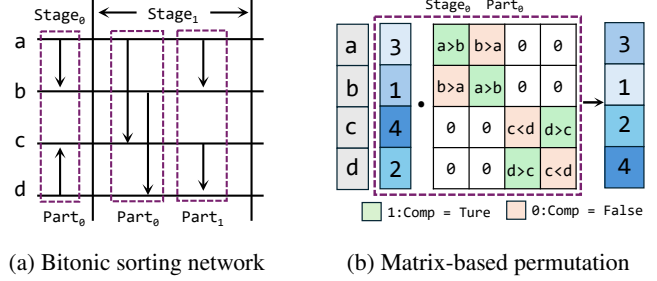 Stage₀ Stage₁
a
b
c
d
Part₀ Part₀ Part₁
(a) Bitonic sorting network
Stage₀ Part₀
a 3 a>b b>a 0 0 3
b 1 b>a a>b 0 0 1
c 4 0 0 c<d d>c 2
d 2 0 0 d>c c<d 4
1:Comp = Ture 0:Comp = False
(b) Matrix-based permutation